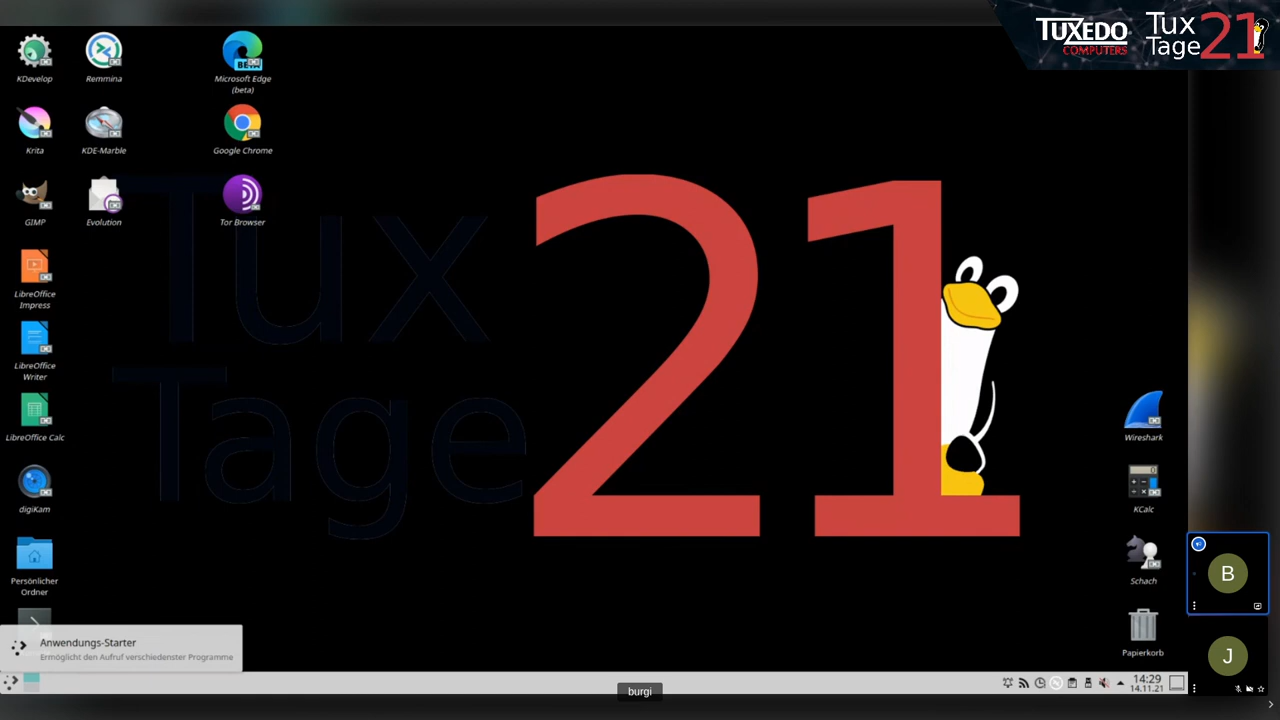 TUXEDO
COMPUTERS
Tux
Tage
21
KDevelop
Remmina
Microsoft Edge
(beta)
BETA
Krita
KDE-Marble
Google Chrome
GIMP
Evolution
Tor Browser
Tux
Tage
21
LibreOffice
Impress
LibreOffice
Writer
LibreOffice Calc
digiKam
Persönlicher
Ordner
Wireshark
KCalc
Schach
Papierkorb
Anwendungs-Starter
Ermöglicht den Aufruf verschiedenster Programme
14:29
14.11.21
burgi
B
J